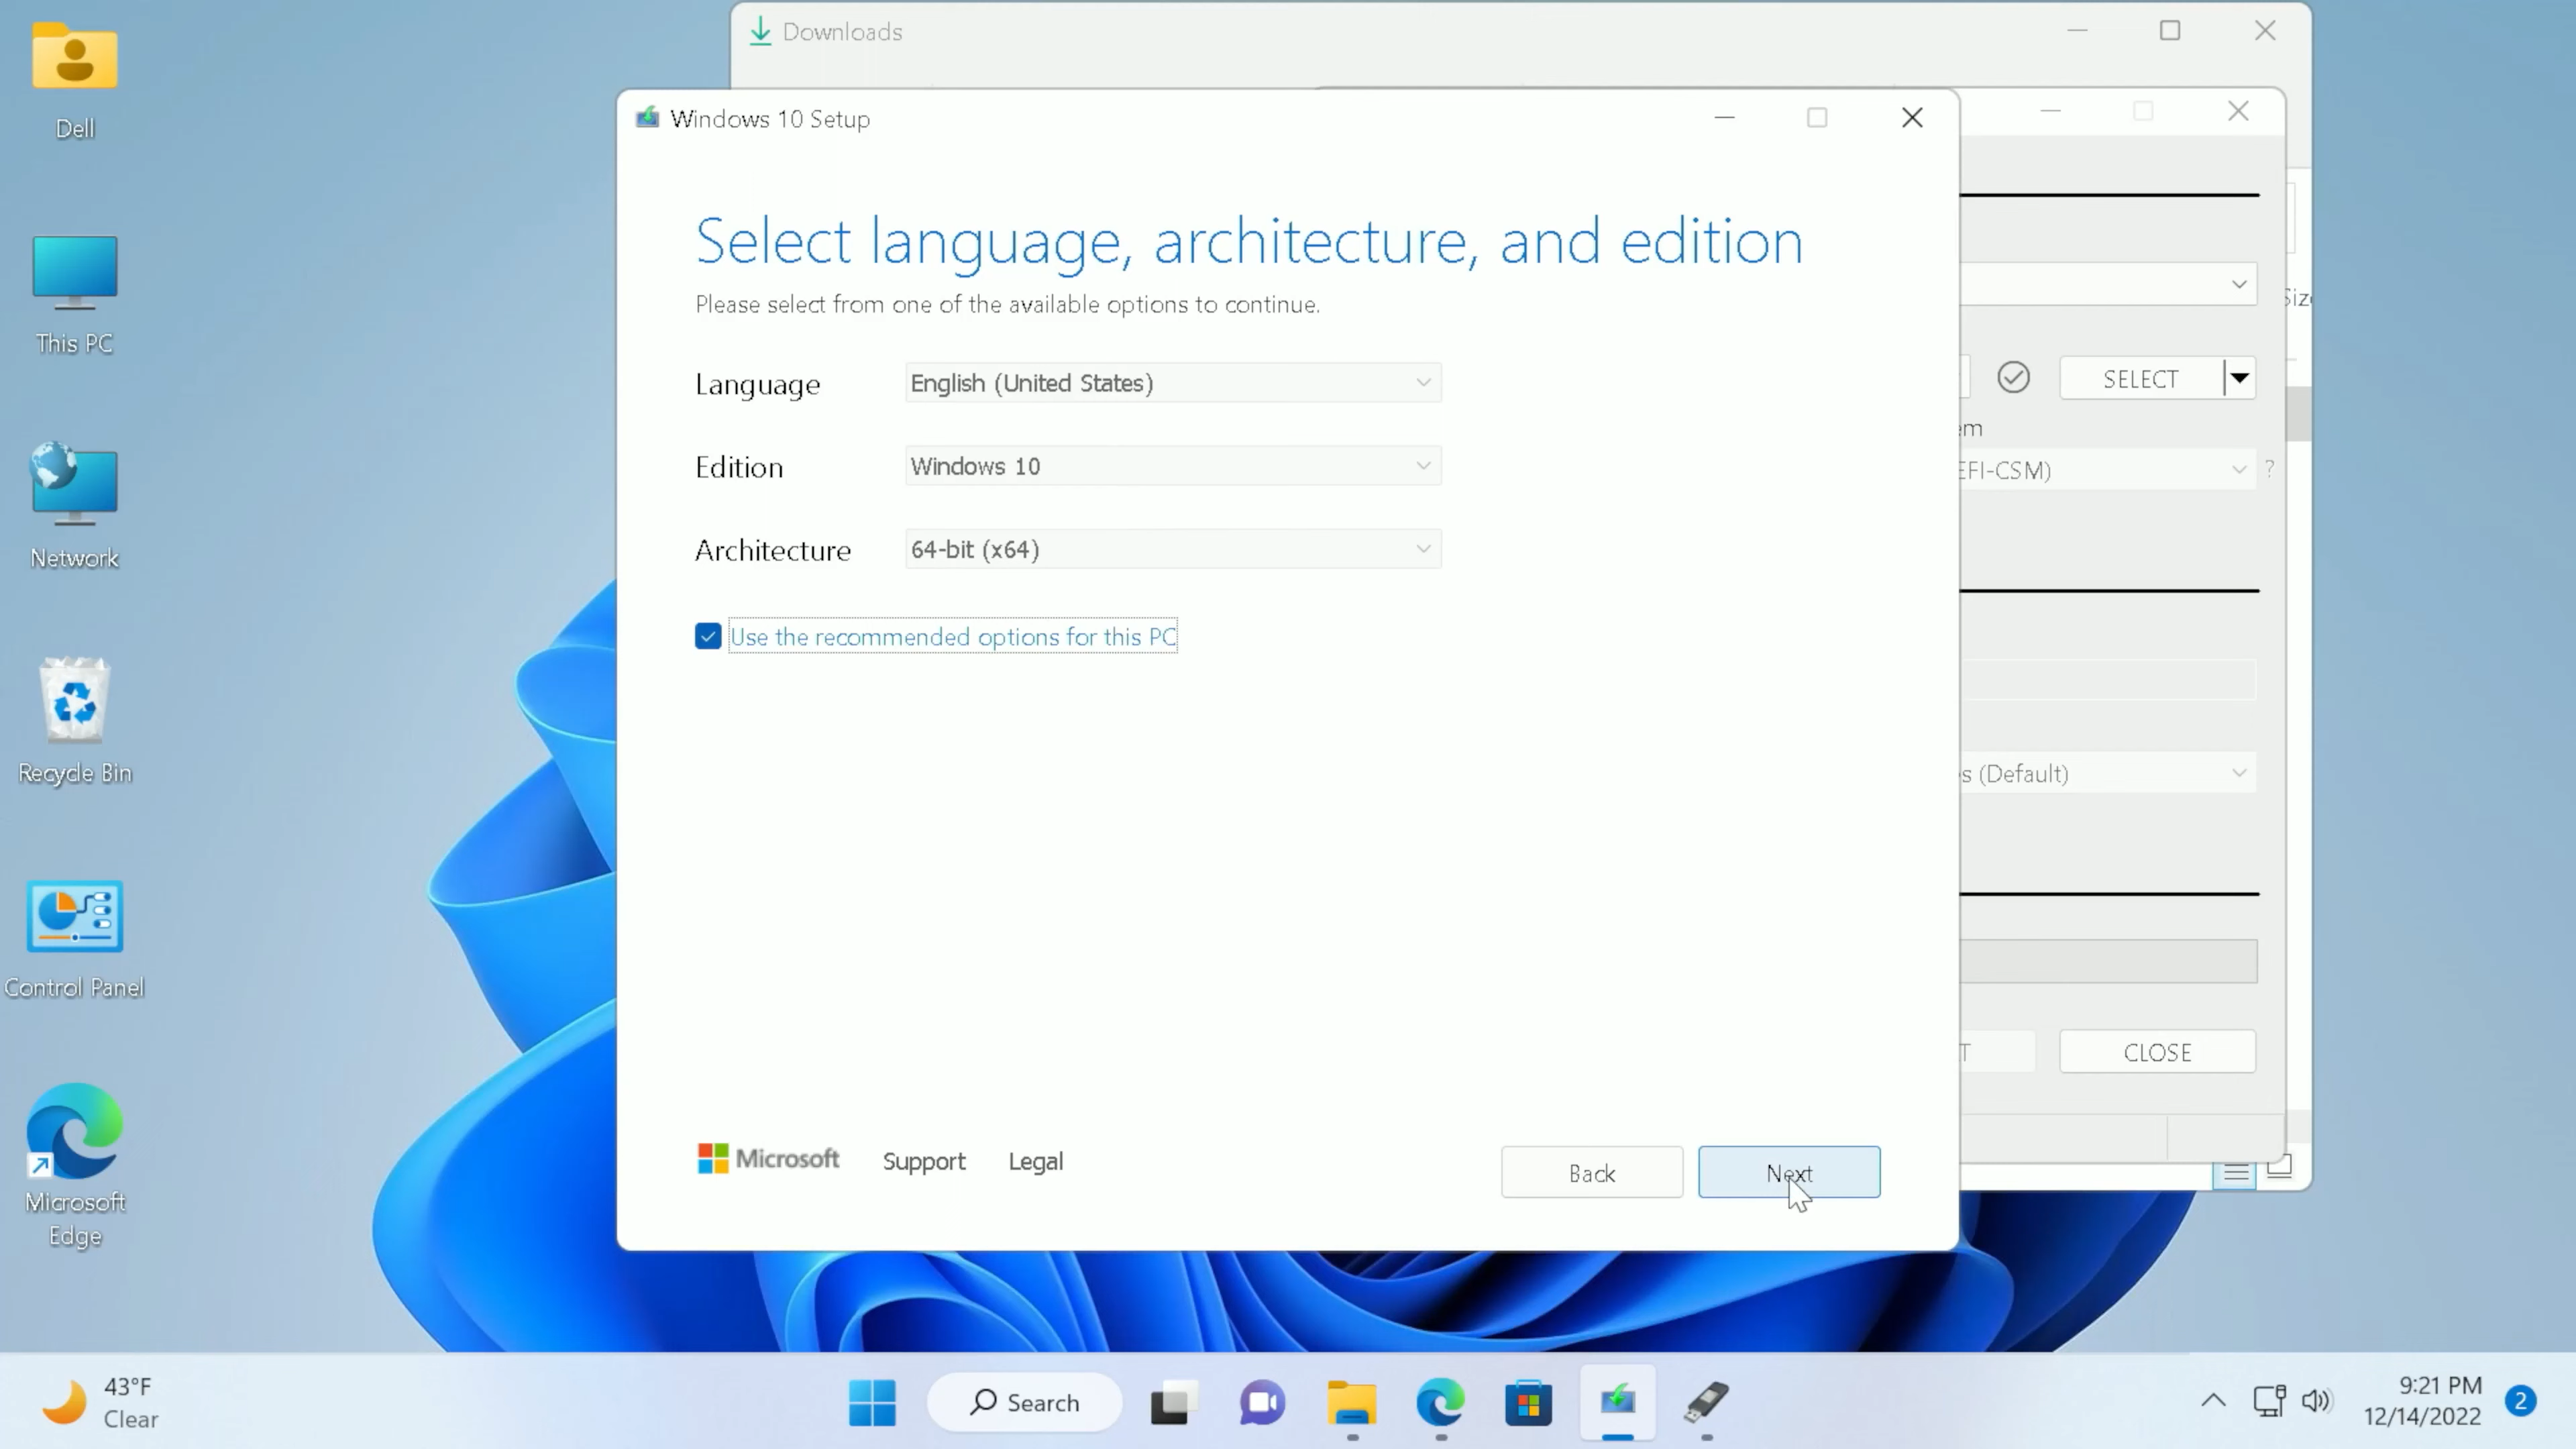 Dell
This PC
Network
Recycle Bin
Control Panel
Microsoft
Edge
Downloads
Windows 10 Setup
Select language, architecture, and edition
Please select from one of the available options to continue.
Language
English (United States)
Edition
Windows 10
Architecture
64-bit (x64)
Use the recommended options for this PC
Microsoft
Support
Legal
Back
Next
Siz
SELECT
em
EFI-CSM)
?
s (Default)
T
CLOSE
43°F
Clear
Search
9:21 PM
12/14/2022
2